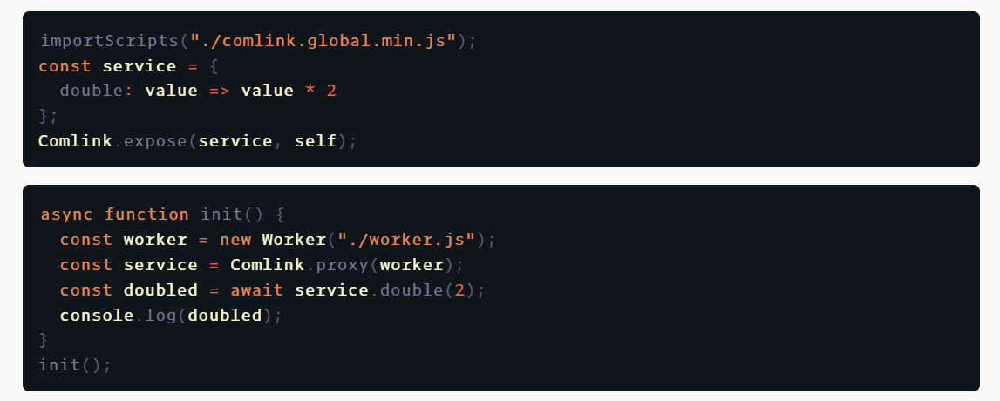 importScripts("./comlink.global.min.js");
const service = {
  double: value => value * 2
};
Comlink.expose(service, self);
async function init() {
  const worker = new Worker("./worker.js");
  const service = Comlink.proxy(worker);
  const doubled = await service.double(2);
  console.log(doubled);
}
init();